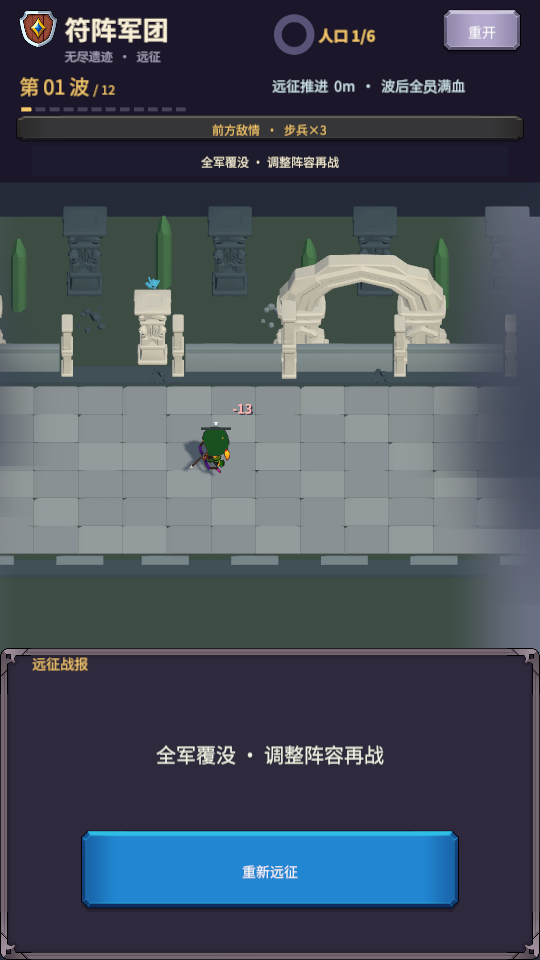 符阵军团
无尽遗迹 · 远征
人口 1/6
重开
第 01 波 / 12
远征推进 0m · 波后全员满血
前方敌情 · 步兵×3
全军覆没 · 调整阵容再战
-13
远征战报
全军覆没 · 调整阵容再战
重新远征